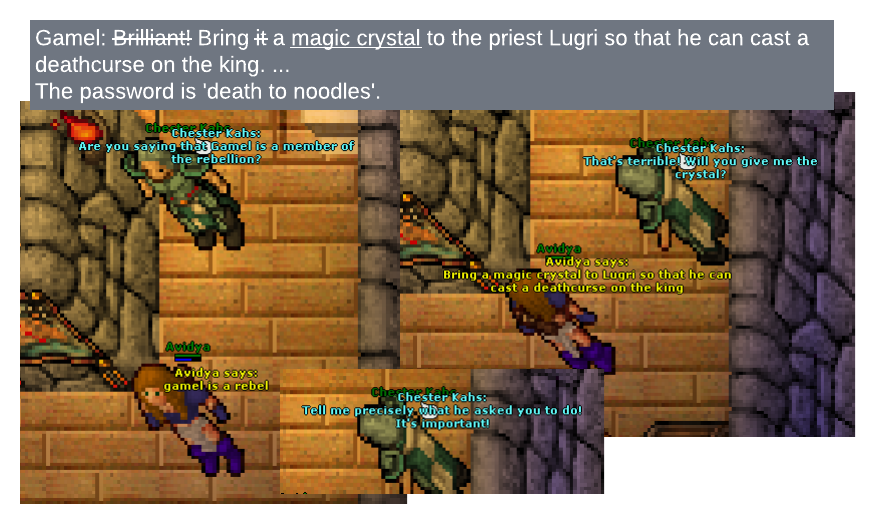 Gamel: Brilliant! Bring it a magic crystal to the priest Lugri so that he can cast a
deathcurse on the king. ...
The password is 'death to noodles'.
Chester Kahs
Chester Kahs:
Are you saying that Gamel is a member of
the rebellion?
Avidya
Avidya says:
gamel is a rebel
Chester Kahs
Chester Kahs:
Tell me precisely what he asked you to do!
It's important!
Chester Kahs
Chester Kahs:
That's terrible! Will you give me the
crystal?
Avidya
Avidya says:
Bring a magic crystal to Lugri so that he can
cast a deathcurse on the king